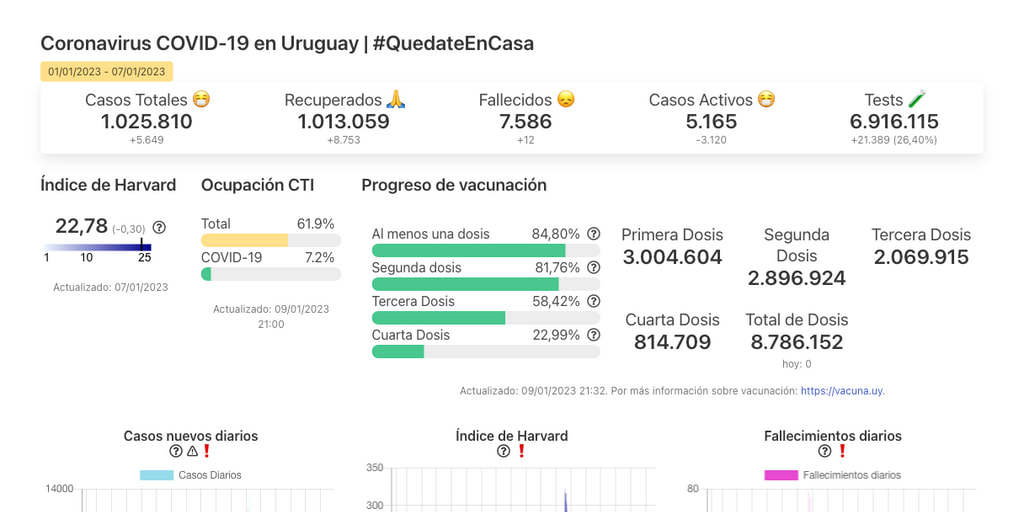 Coronavirus COVID-19 en Uruguay | #QuedateEnCasa
01/01/2023 - 07/01/2023
Casos Totales 😷
1.025.810
+5.649
Recuperados 🙏
1.013.059
+8.753
Fallecidos 😞
7.586
+12
Casos Activos 😷
5.165
-3.120
Tests 🧪
6.916.115
+21.389 (26,40%)
Índice de Harvard
22,78 (-0,30) ?
1 10 25
Actualizado: 07/01/2023
Ocupación CTI
Total 61.9%
COVID-19 7.2%
Actualizado: 09/01/2023
21:00
Progreso de vacunación
Al menos una dosis 84,80% ?
Segunda dosis 81,76% ?
Tercera Dosis 58,42% ?
Cuarta Dosis 22,99% ?
Primera Dosis
3.004.604
Segunda
Dosis
2.896.924
Tercera Dosis
2.069.915
Cuarta Dosis
814.709
Total de Dosis
8.786.152
hoy: 0
Actualizado: 09/01/2023 21:32. Por más información sobre vacunación: https://vacuna.uy.
Casos nuevos diarios
? ⚠ ❗
Casos Diarios
14000
Índice de Harvard
? ❗
350
300
Fallecimientos diarios
? ❗
Fallecimientos diarios
80